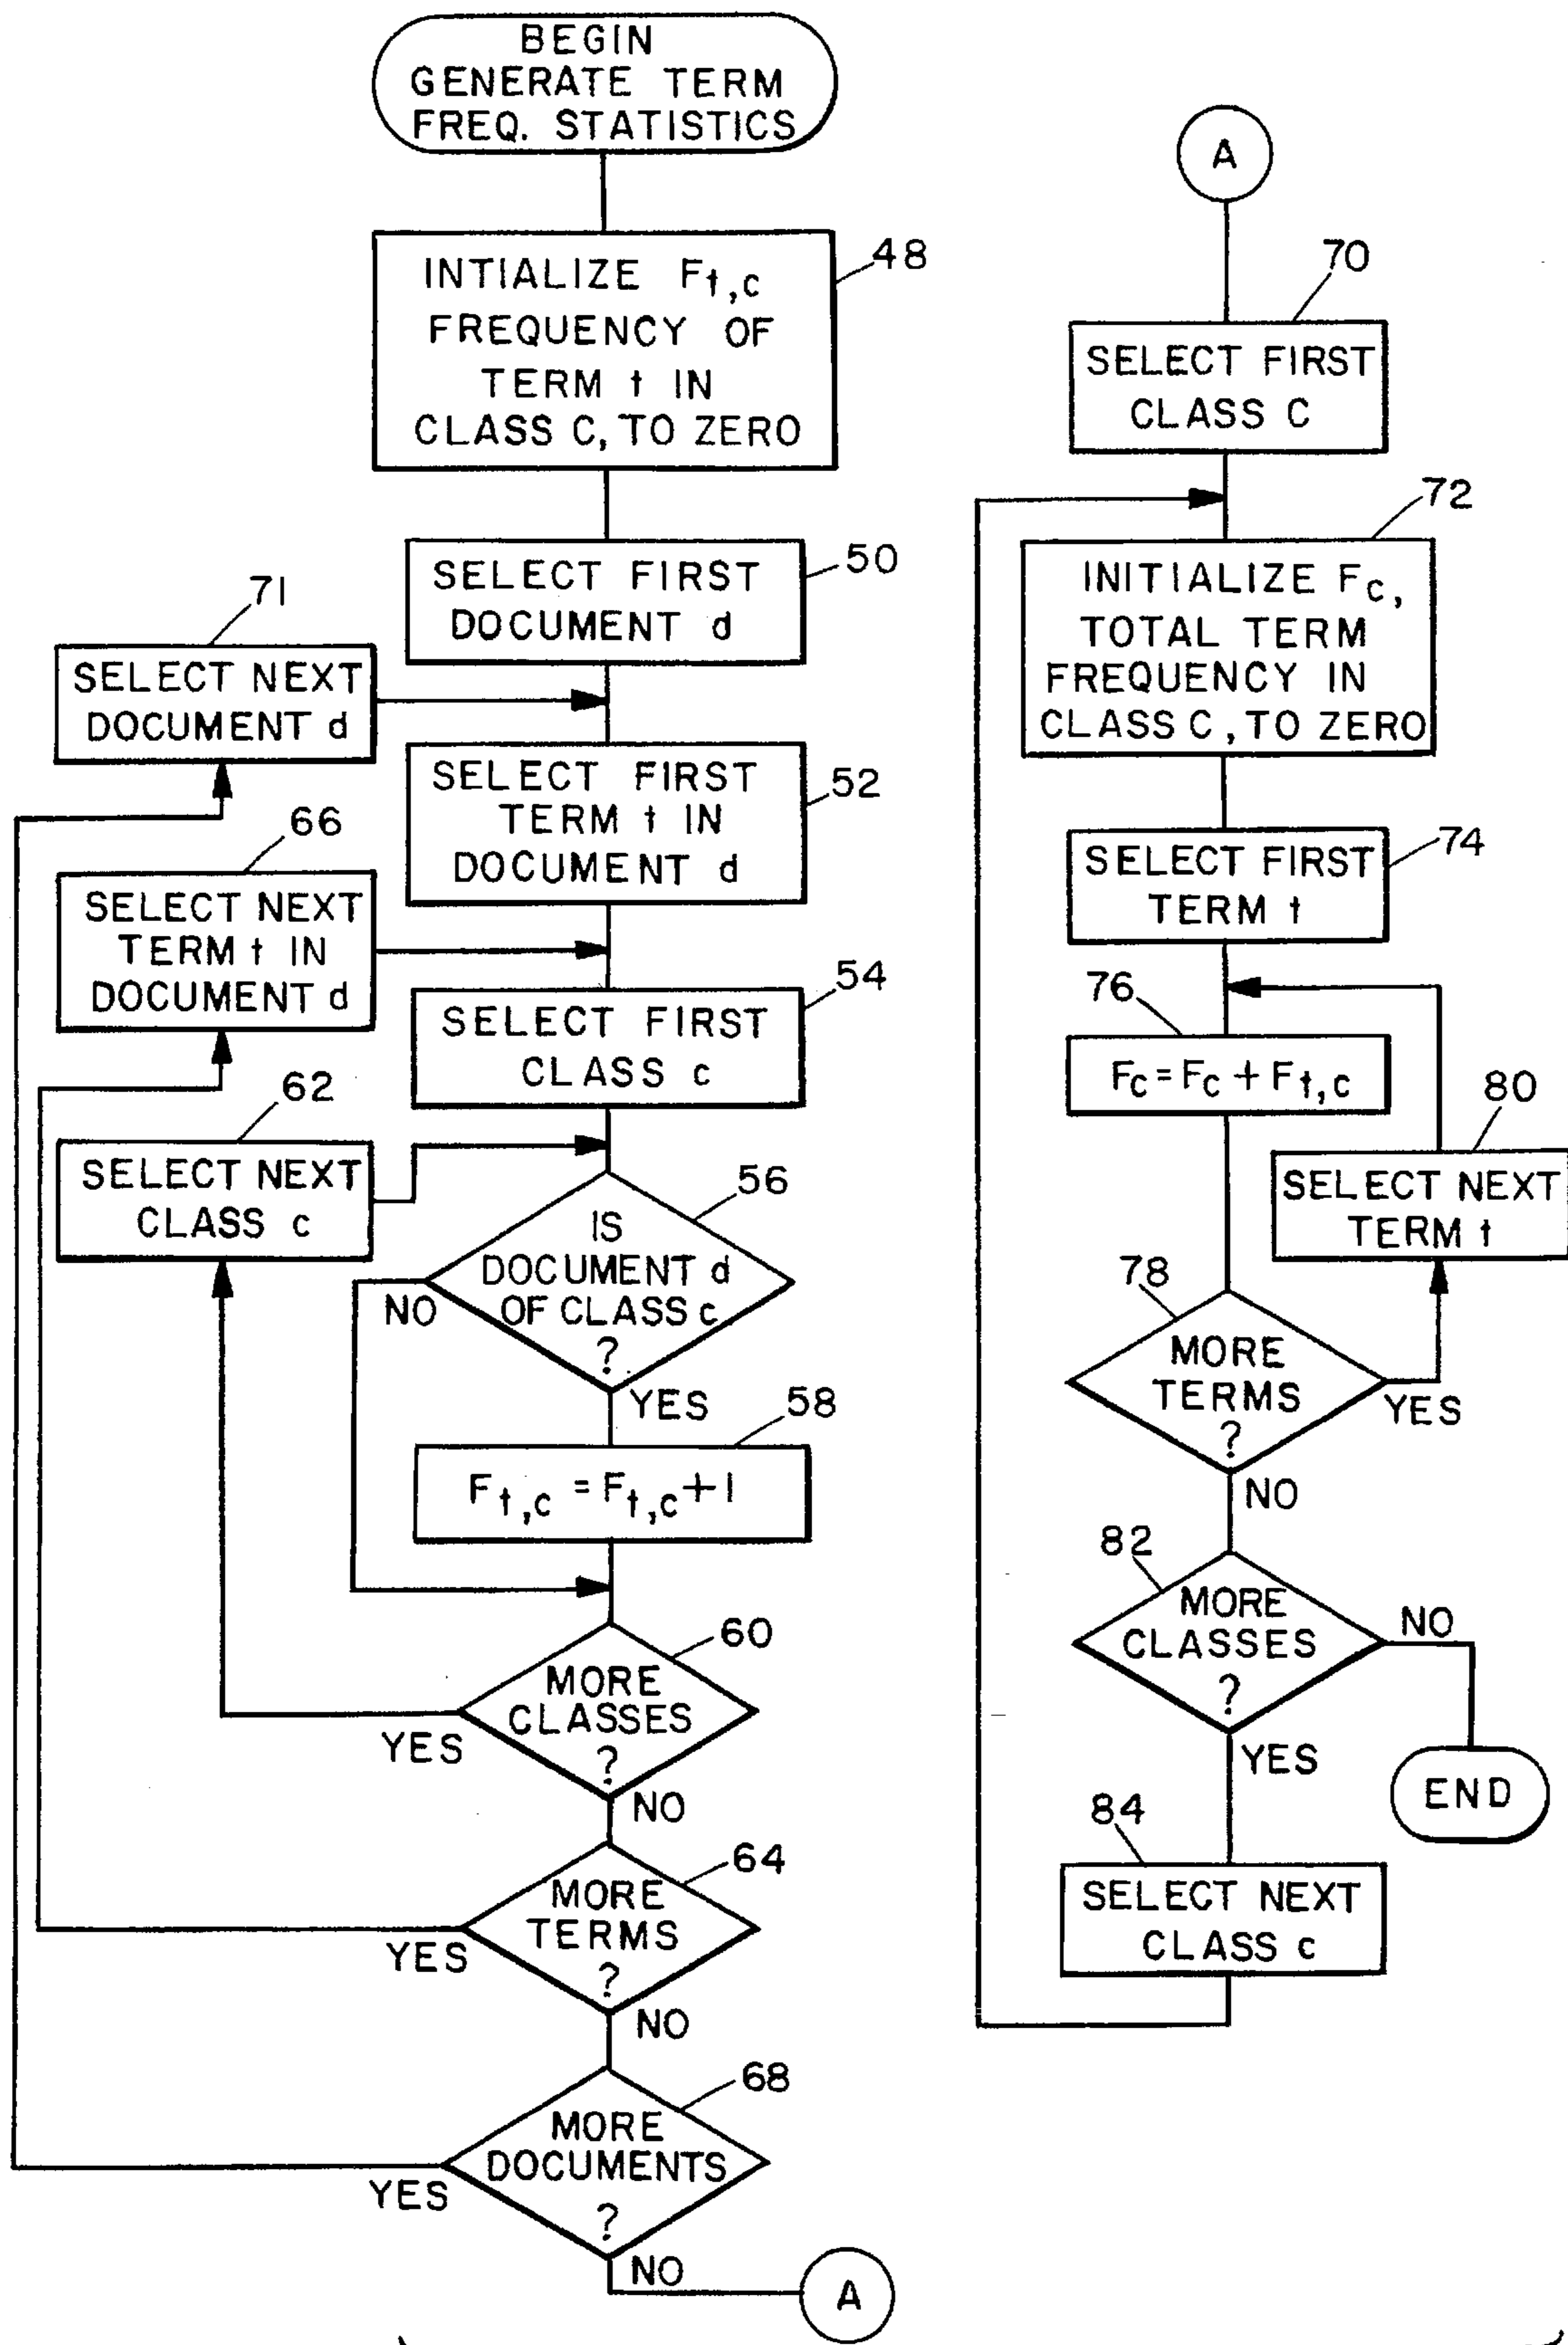 BEGIN
GENERATE TERM
FREQ. STATISTICS
48
INTIALIZE Ft,c
FREQUENCY OF
TERM t IN
CLASS C, TO ZERO
50
SELECT FIRST
DOCUMENT d
71
SELECT NEXT
DOCUMENT d
52
SELECT FIRST
TERM t IN
DOCUMENT d
66
SELECT NEXT
TERM t IN
DOCUMENT d
54
SELECT FIRST
CLASS c
62
SELECT NEXT
CLASS c
56
IS
DOCUMENT d
OF CLASS c
?
NO
YES
58
Ft,c = Ft,c + 1
60
MORE
CLASSES
?
YES
NO
64
MORE
TERMS
?
YES
NO
68
MORE
DOCUMENTS
?
YES
NO
A
A
70
SELECT FIRST
CLASS C
72
INITIALIZE Fc,
TOTAL TERM
FREQUENCY IN
CLASS C, TO ZERO
74
SELECT FIRST
TERM t
76
Fc = Fc + Ft,c
80
SELECT NEXT
TERM t
78
MORE
TERMS
?
YES
NO
82
MORE
CLASSES
?
NO
YES
END
84
SELECT NEXT
CLASS c